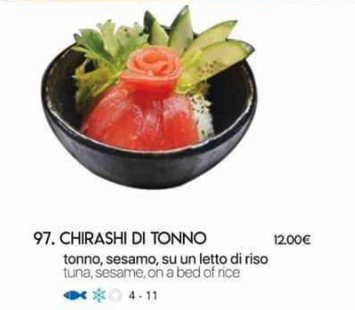 97. CHIRASHI DI TONNO 12.00€
tonno, sesamo, su un letto di riso
tuna, sesame, on a bed of rice
4 - 11